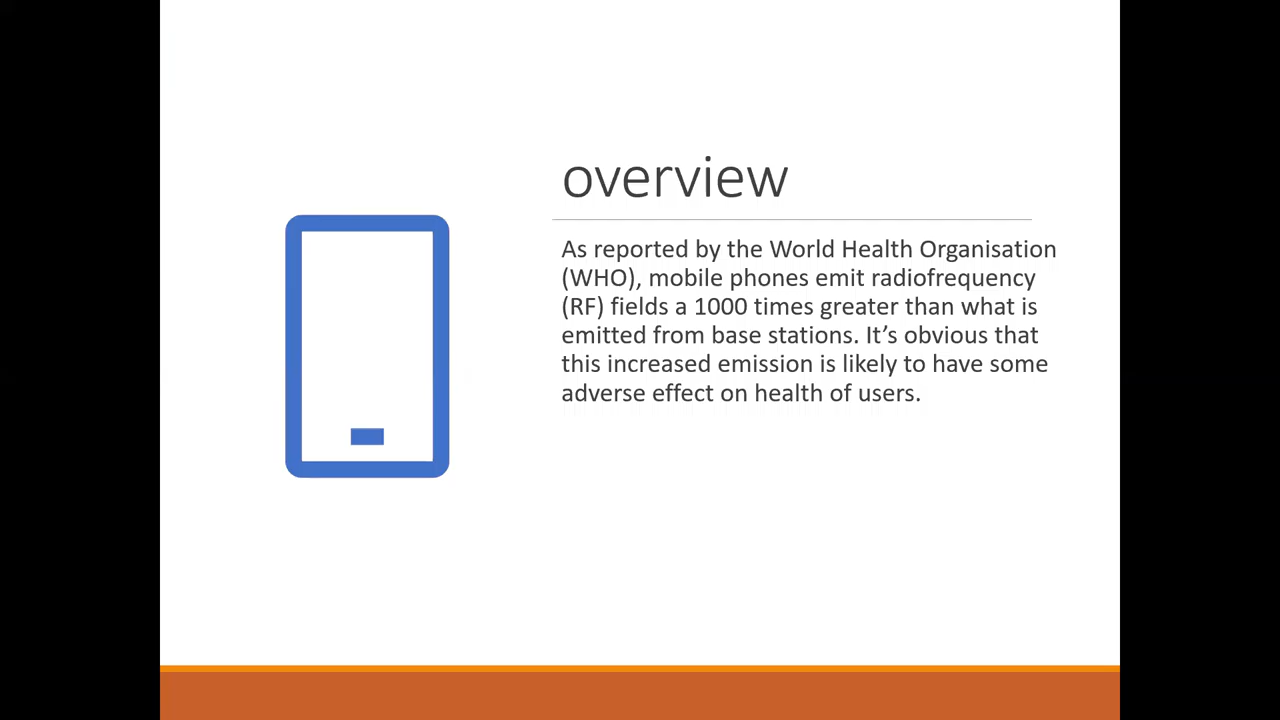 overview
As reported by the World Health Organisation
(WHO), mobile phones emit radiofrequency
(RF) fields a 1000 times greater than what is
emitted from base stations. It’s obvious that
this increased emission is likely to have some
adverse effect on health of users.